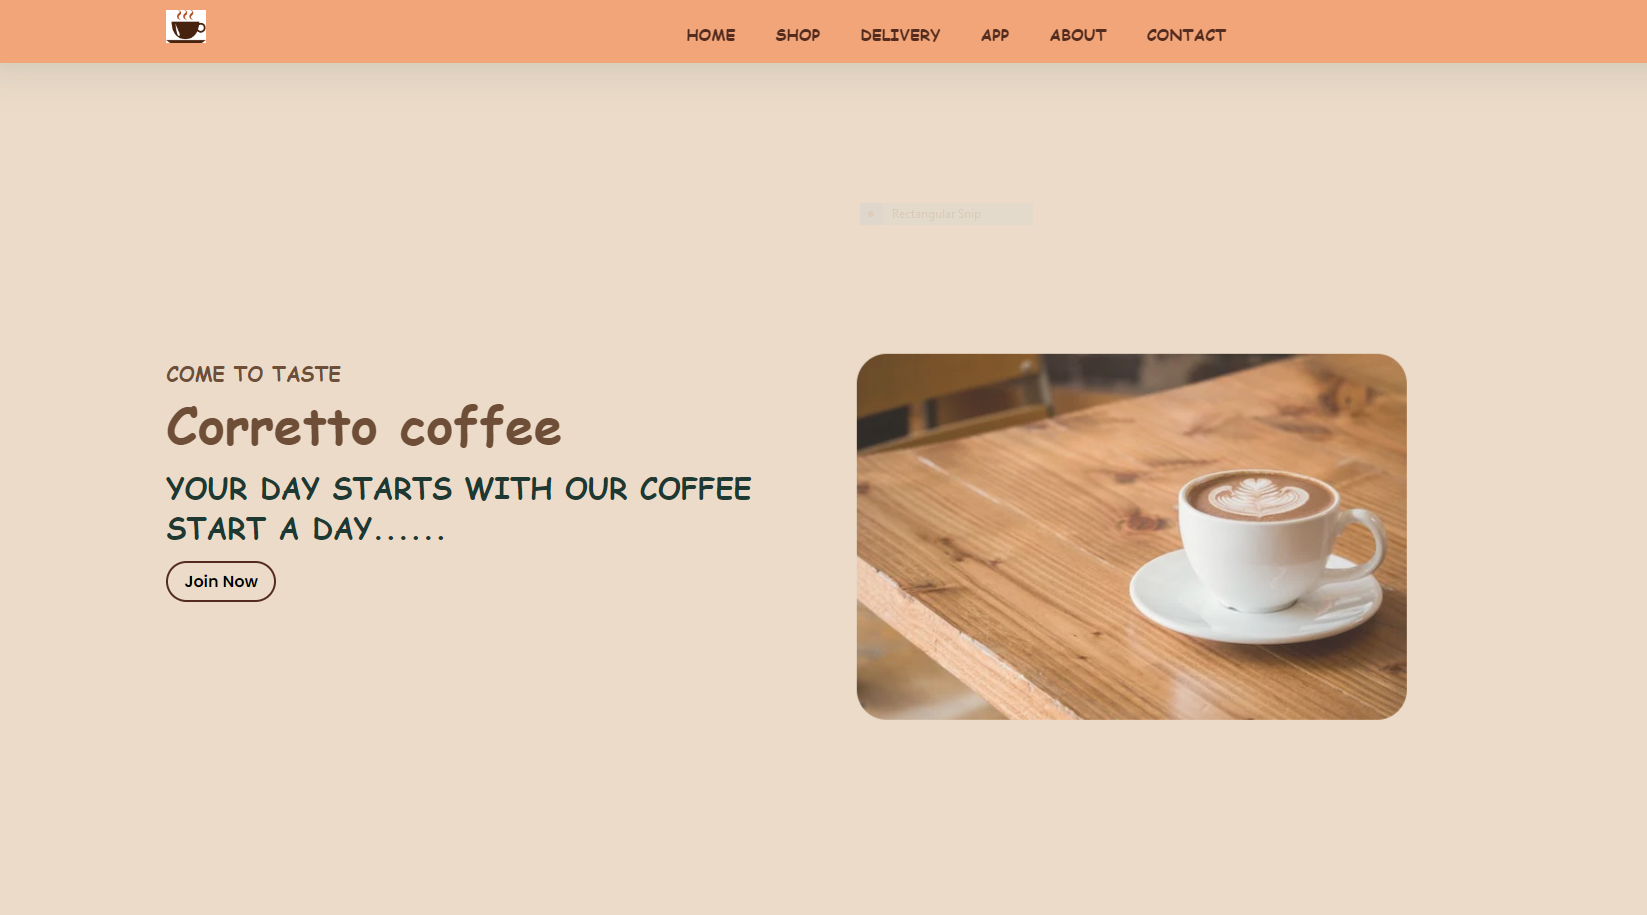 HOME SHOP DELIVERY APP ABOUT CONTACT
Rectangular Snip
COME TO TASTE
Corretto coffee
YOUR DAY STARTS WITH OUR COFFEE
START A DAY......
Join Now